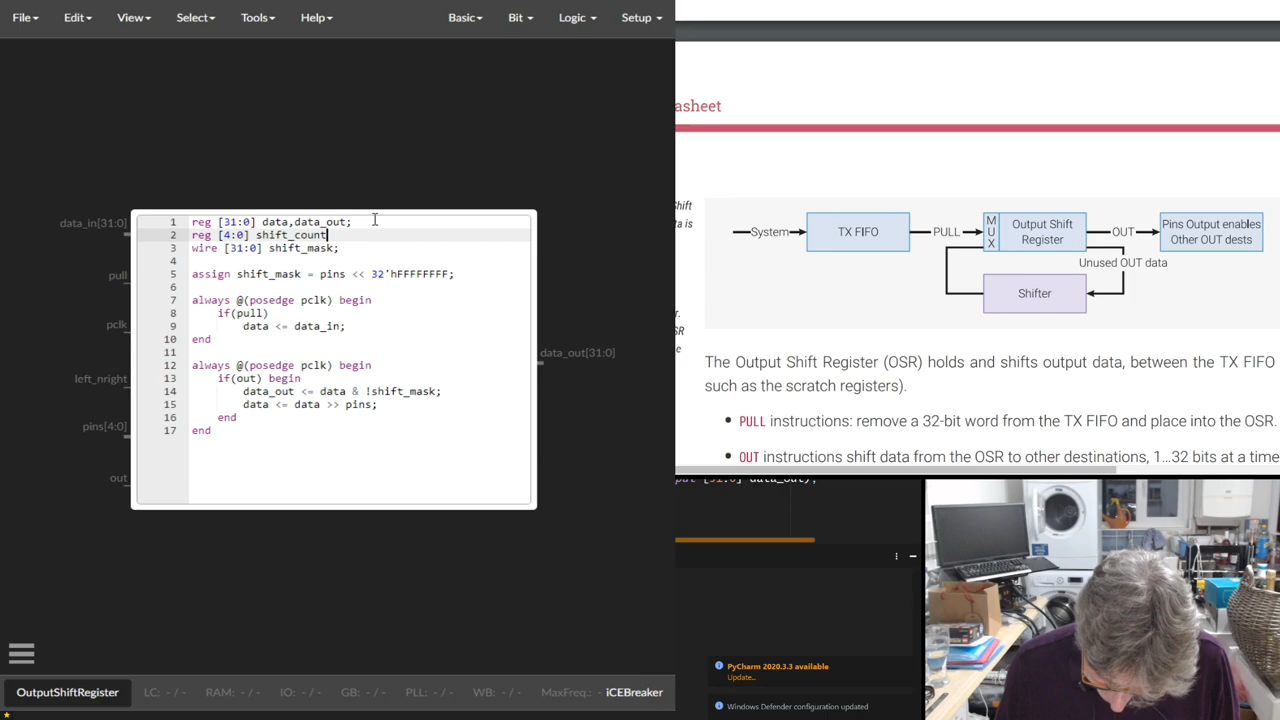 File Edit View Select Tools Help Basic Bit Logic Setup
data_in[31:0]
pull
pclk
left_nright
pins[4:0]
out
data_out[31:0]
1 reg [31:0] data,data_out;
2 reg [4:0] shift_count
3 wire [31:0] shift_mask;
4
5 assign shift_mask = pins << 32'hFFFFFFFF;
6
7 always @(posedge pclk) begin
8 if(pull)
9 data <= data_in;
10 end
11
12 always @(posedge pclk) begin
13 if(out) begin
14 data_out <= data & !shift_mask;
15 data <= data >> pins;
16 end
17 end
OutputShiftRegister LC: - / - RAM: - / - IO: - / - GB: - / - PLL: - / - WB: - / - MaxFreq.: - iCEBreaker
asheet
Shift
a is
r.
OSR
e
System
TX FIFO
PULL
MUX
Output Shift
Register
OUT
Pins Output enables
Other OUT dests
Unused OUT data
Shifter
The Output Shift Register (OSR) holds and shifts output data, between the TX FIFO
such as the scratch registers).
• PULL instructions: remove a 32-bit word from the TX FIFO and place into the OSR.
• OUT instructions shift data from the OSR to other destinations, 1…32 bits at a time
data_out);
PyCharm 2020.3.3 available
Update...
Windows Defender configuration updated